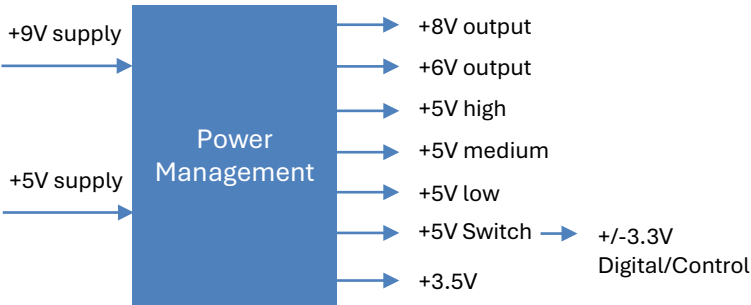 +9V supply
+5V supply
Power
Management
+8V output
+6V output
+5V high
+5V medium
+5V low
+5V Switch
+3.5V
+/-3.3V
Digital/Control